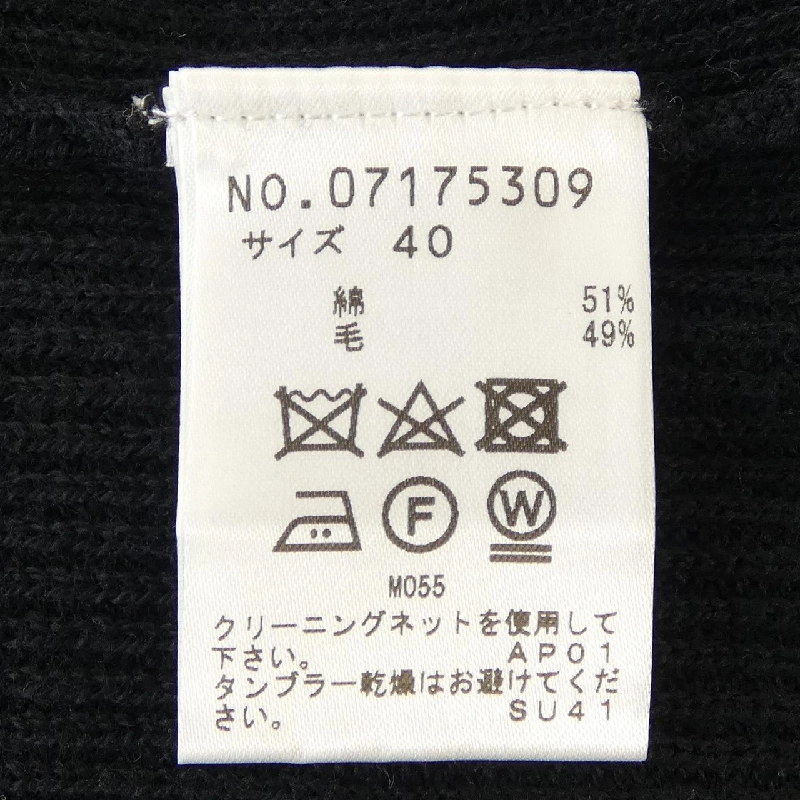 NO.07175309
サイズ 40
綿 51%
毛 49%
F W
M055
クリーニングネットを使用して
下さい。 AP01
タンブラー乾燥はお避けてくだ
さい。 SU41